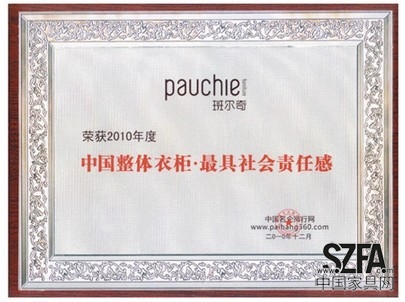 pauchie
班尔奇
荣获2010年度
中国整体衣柜·最具社会责任感
中国名企排行网
www.paihang360.com
二〇一〇年十二月
SZFA
中国家具网